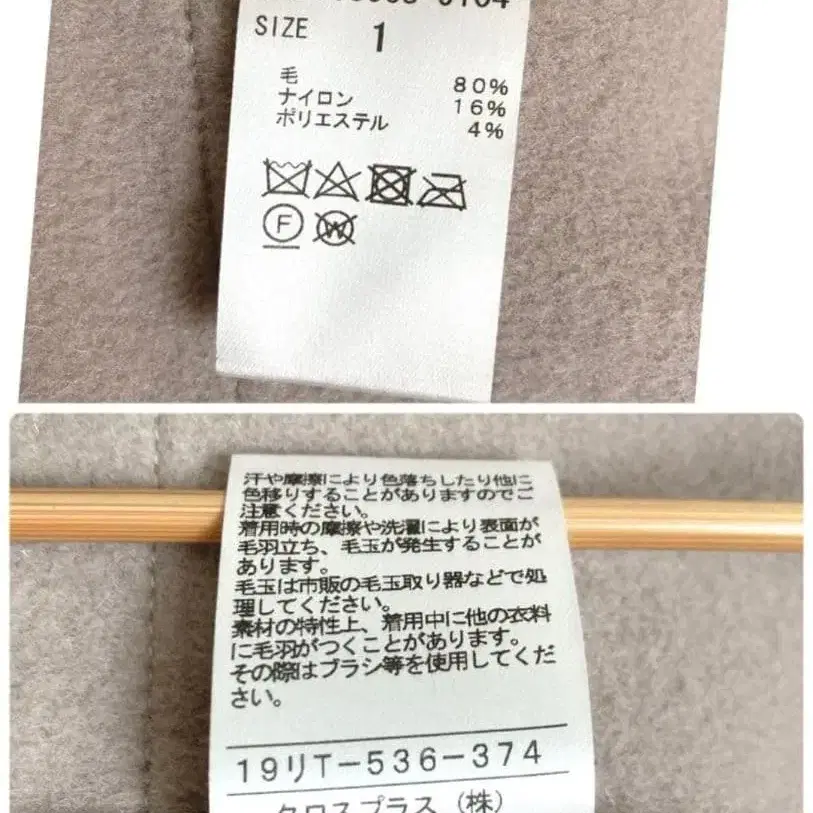 SIZE 1
毛 80%
ナイロン 16%
ポリエステル 4%
F
W
汗や摩擦により色落ちしたり他に
色移りすることがありますのでご
注意ください。
着用時の摩擦や洗濯により表面が
毛羽立ち、毛玉が発生することが
あります。
毛玉は市販の毛玉取り器などで処
理してください。
素材の特性上、着用中に他の衣料
に毛羽がつくことがあります。
その際はブラシ等を使用してくだ
さい。
19リT-536-374
クロスプラス(株)